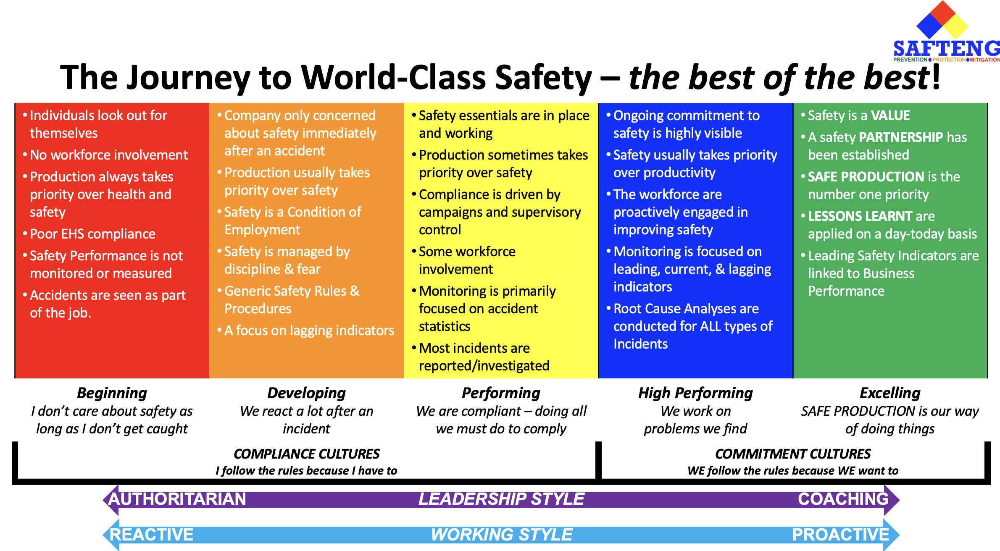 SAFTENG
PREVENTION◆PROTECTION◆MITIGATION
The Journey to World-Class Safety – the best of the best!
• Individuals look out for
themselves
• No workforce involvement
• Production always takes
priority over health and
safety
• Poor EHS compliance
• Safety Performance is not
monitored or measured
• Accidents are seen as part
of the job.
• Company only concerned
about safety immediately
after an accident
• Production usually takes
priority over safety
• Safety is a Condition of
Employment
• Safety is managed by
discipline & fear
• Generic Safety Rules &
Procedures
• A focus on lagging indicators
• Safety essentials are in place
and working
• Production sometimes takes
priority over safety
• Compliance is driven by
campaigns and supervisory
control
• Some workforce
involvement
• Monitoring is primarily
focused on accident
statistics
• Most incidents are
reported/investigated
• Ongoing commitment to
safety is highly visible
• Safety usually takes priority
over productivity
• The workforce are
proactively engaged in
improving safety
• Monitoring is focused on
leading, current, & lagging
indicators
• Root Cause Analyses are
conducted for ALL types of
Incidents
• Safety is a VALUE
• A safety PARTNERSHIP has
been established
• SAFE PRODUCTION is the
number one priority
• LESSONS LEARNT are
applied on a day-today basis
• Leading Safety Indicators are
linked to Business
Performance
Beginning
I don’t care about safety as
long as I don’t get caught
Developing
We react a lot after an
incident
Performing
We are compliant – doing all
we must do to comply
High Performing
We work on
problems we find
Excelling
SAFE PRODUCTION is our way
of doing things
COMPLIANCE CULTURES
I follow the rules because I have to
COMMITMENT CULTURES
WE follow the rules because WE want to
AUTHORITARIAN LEADERSHIP STYLE COACHING
REACTIVE WORKING STYLE PROACTIVE